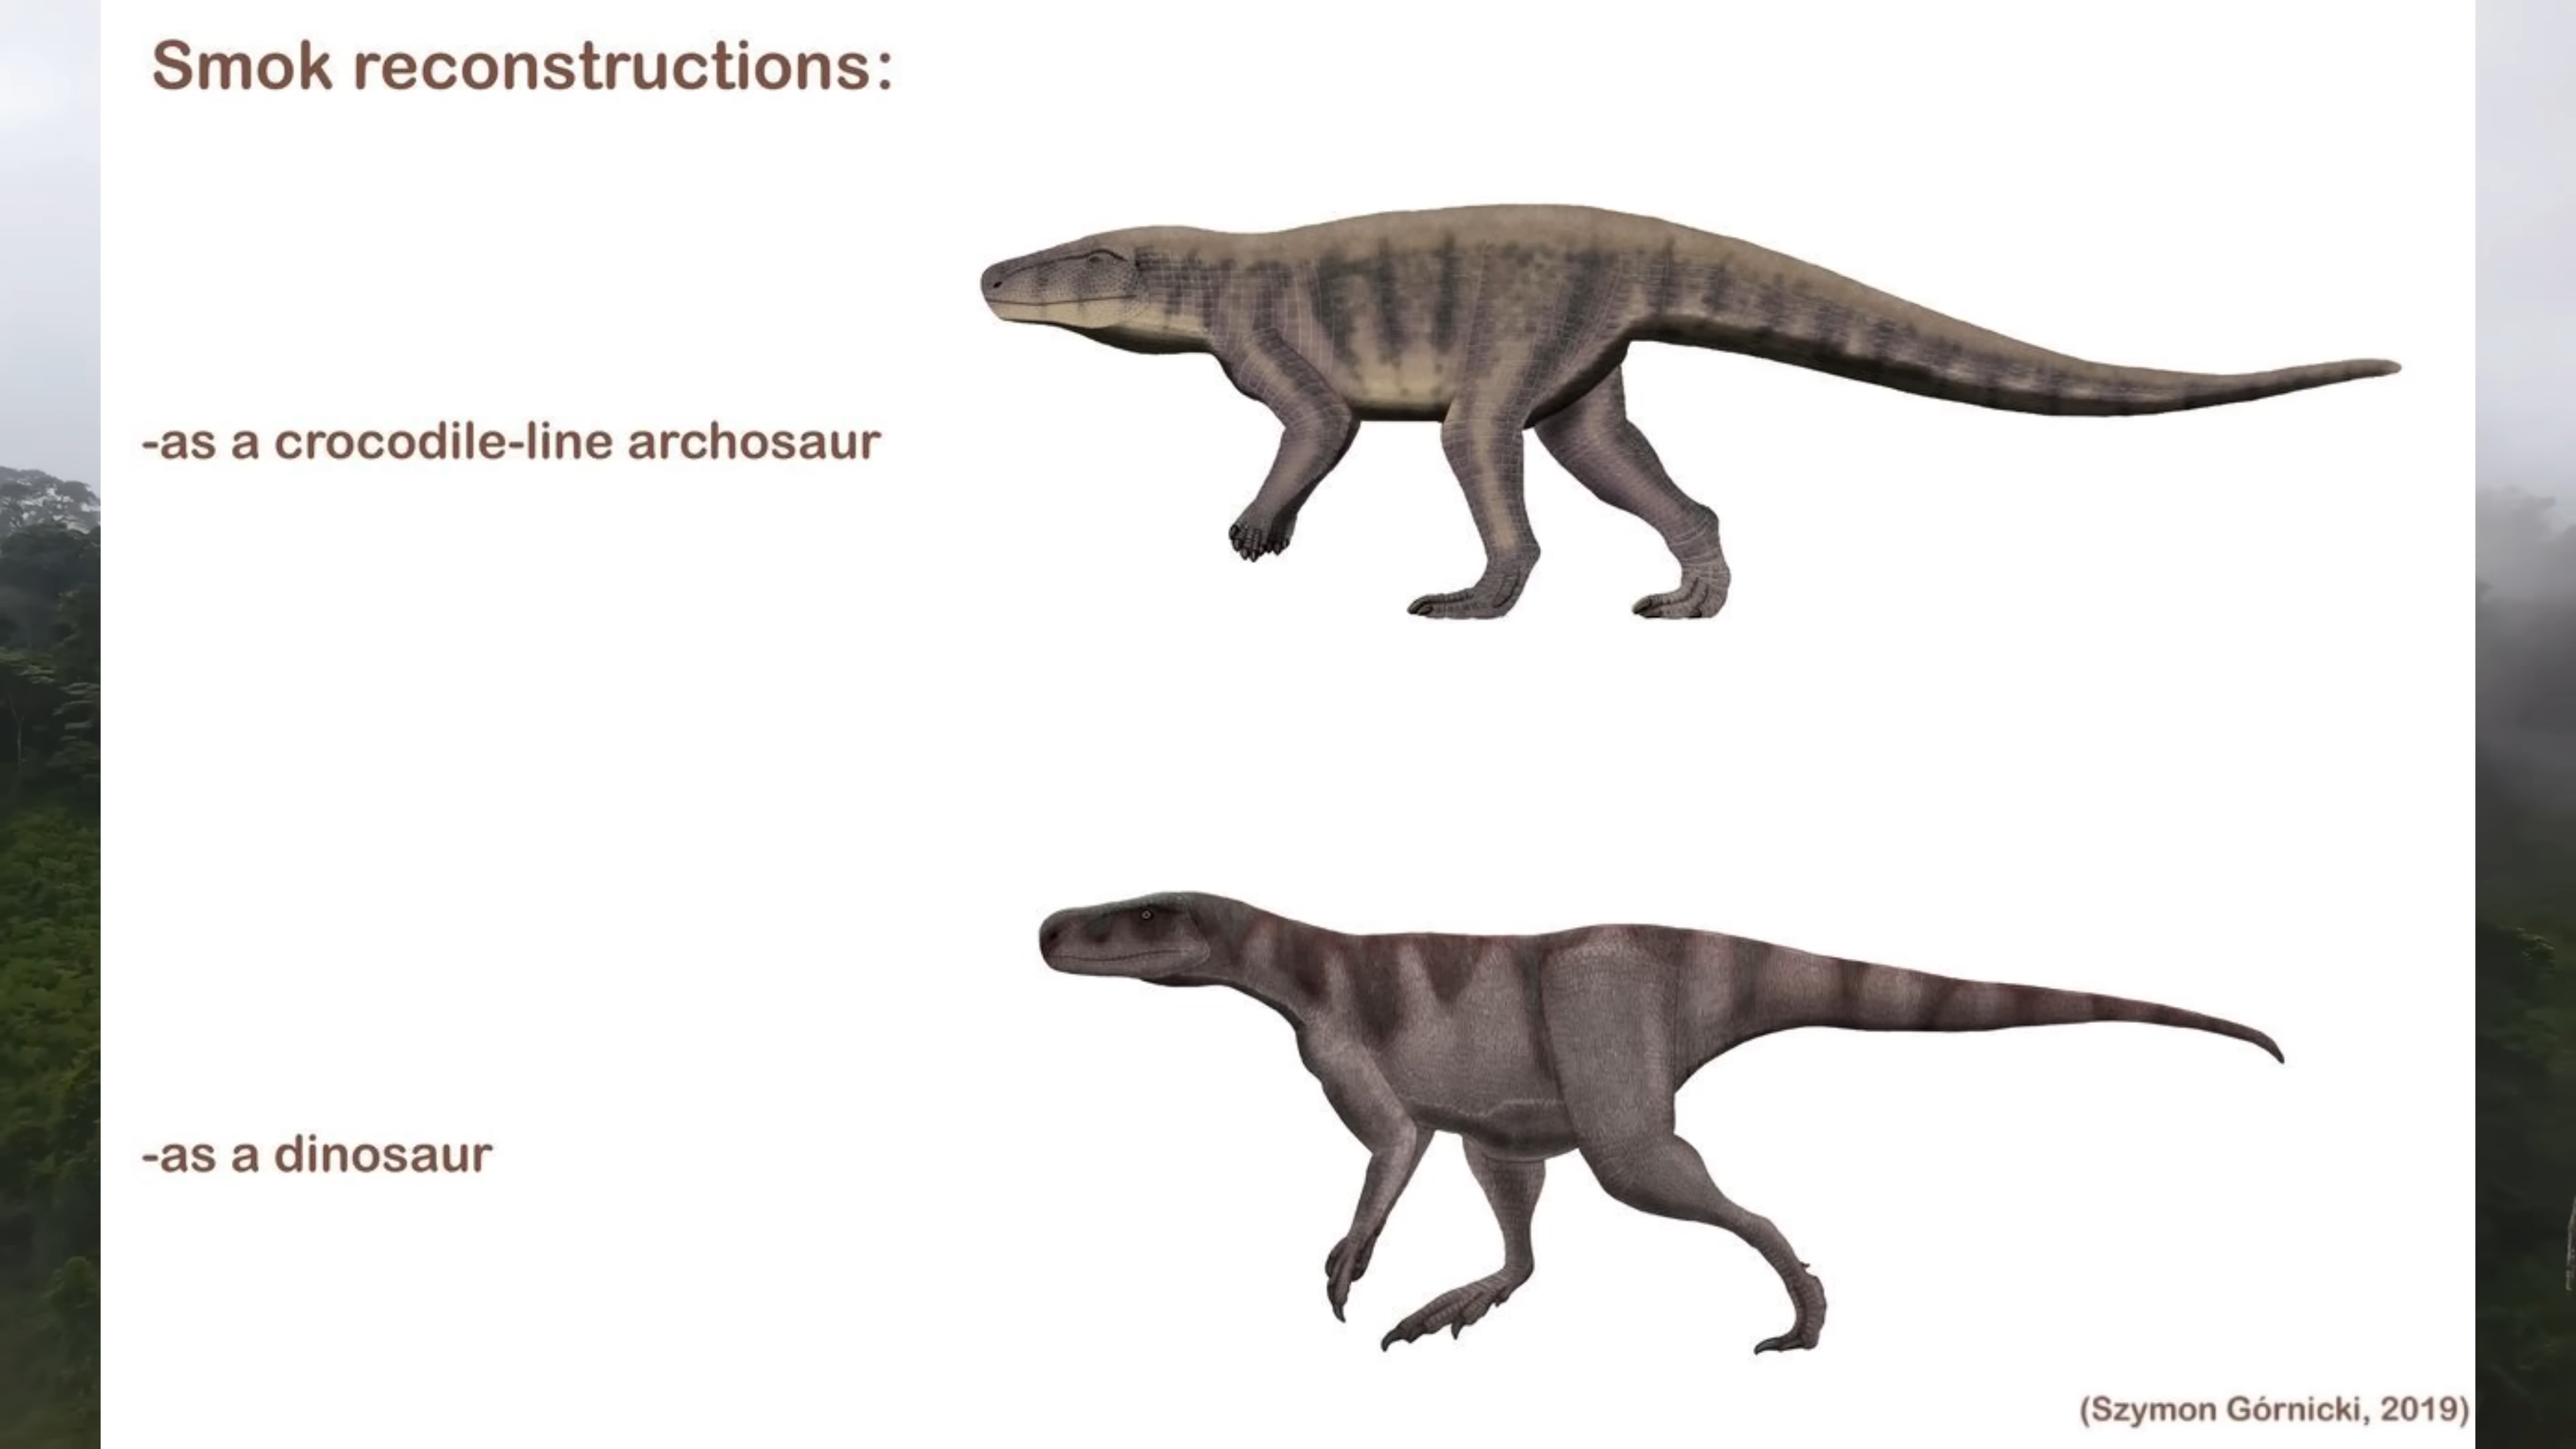 Smok reconstructions:
-as a crocodile-line archosaur
-as a dinosaur
(Szymon Górnicki, 2019)